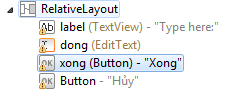 RelativeLayout
label (TextView) - "Type here:"
dong (EditText)
xong (Button) - "Xong"
Button - "Hủy"